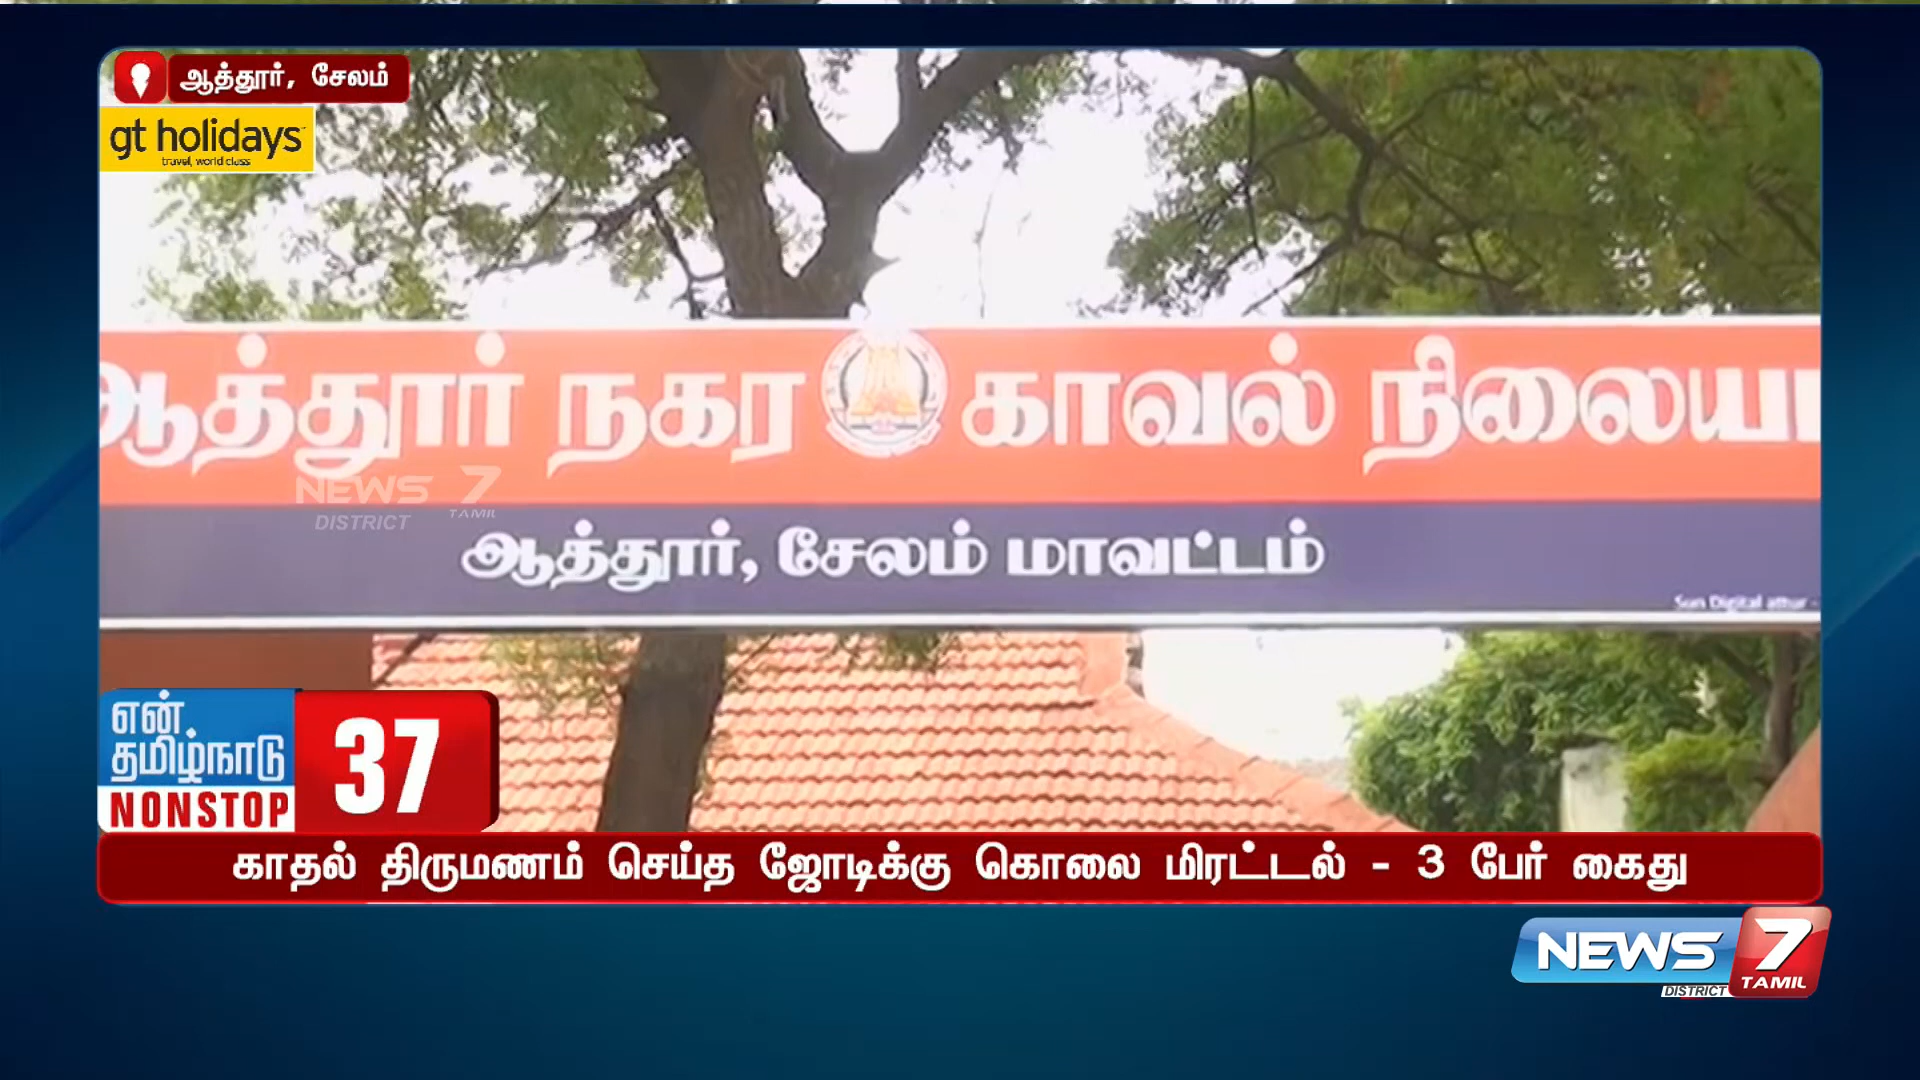 ஆத்தூர், சேலம்
gt holidays
travel, world class
ஆத்தூர் நகர காவல் நிலைய
NEWS 7
DISTRICT TAMIL
ஆத்தூர், சேலம் மாவட்டம்
Sun Digital attur -
என்
தமிழ்நாடு
NONSTOP
37
காதல் திருமணம் செய்த ஜோடிக்கு கொலை மிரட்டல் - 3 பேர் கைது
NEWS 7
DISTRICT TAMIL